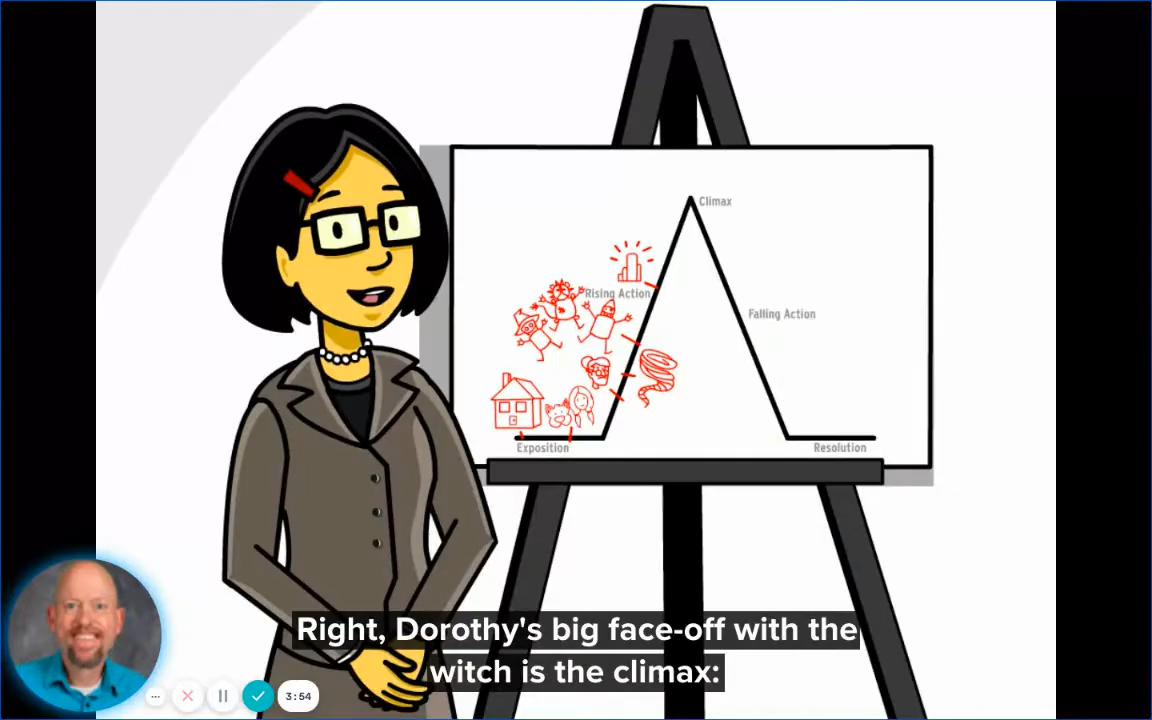 Climax
Rising Action
Falling Action
Exposition
Resolution
Right, Dorothy's big face-off with the
witch is the climax:
3:54